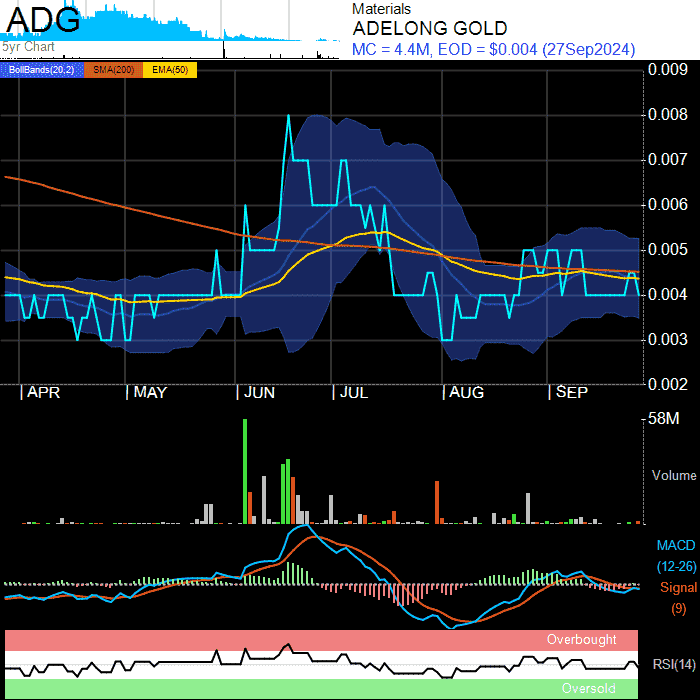 ADG
5yr Chart
Materials
ADELONG GOLD
MC = 4.4M, EOD = $0.004 (27Sep2024)
BollBands(20,2) SMA(200) EMA(50)
0.009
0.008
0.007
0.006
0.005
0.004
0.003
0.002
APR MAY JUN JUL AUG SEP
58M
Volume
MACD
(12-26)
Signal
(9)
Overbought
RSI(14)
Oversold